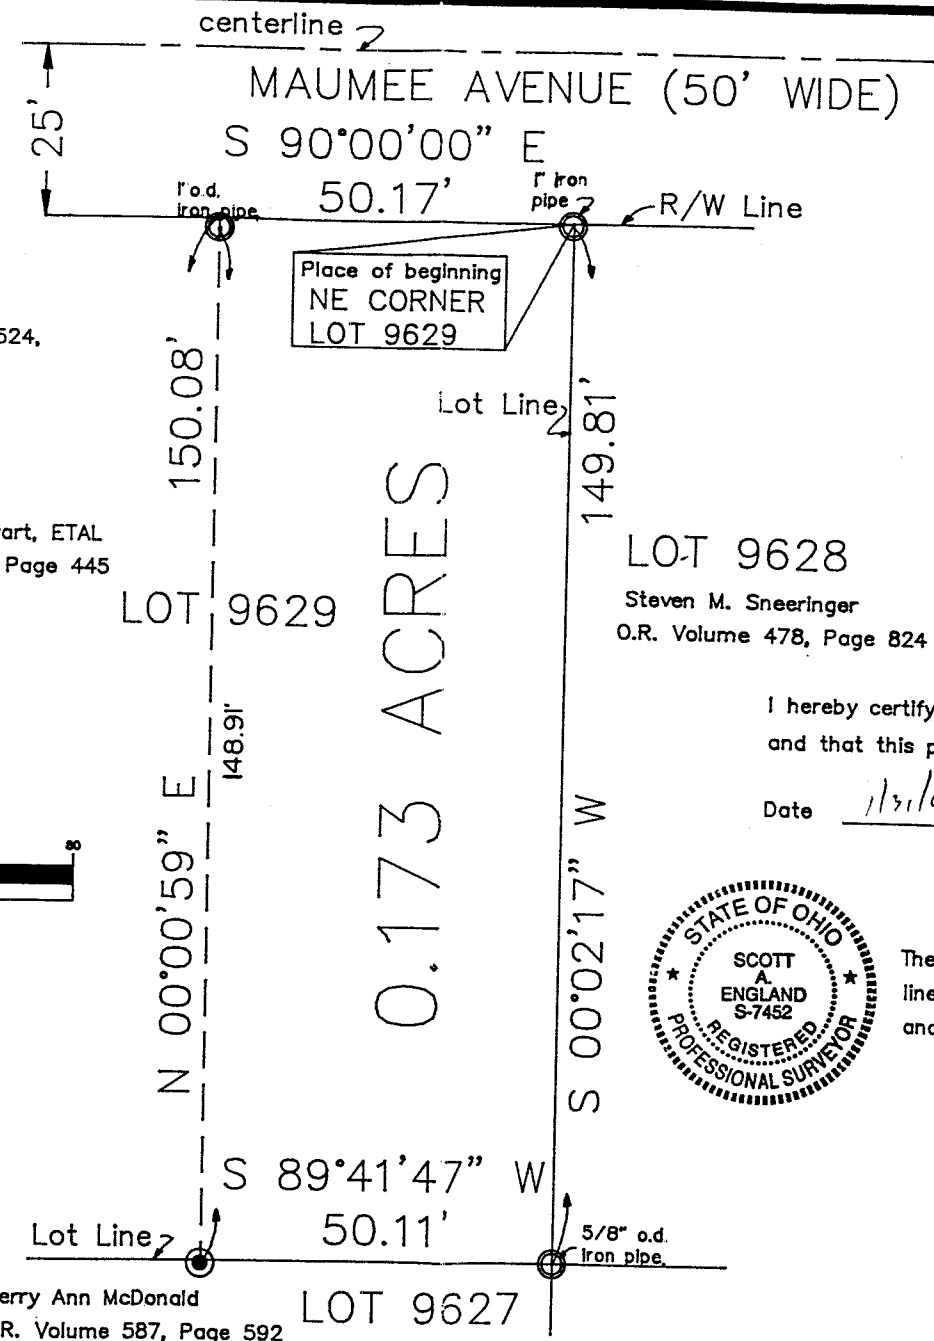 centerline
MAUMEE AVENUE (50' WIDE)
25'
S 90°00'00" E
50.17'
1" o.d.
iron pipe
1" iron
pipe
R/W Line
Place of beginning
NE CORNER
LOT 9629
524,
150.08'
Lot Line
149.81'
art, ETAL
Page 445
LOT 9629
0.173 ACRES
LOT 9628
Steven M. Sneeringer
O.R. Volume 478, Page 824
148.91'
I hereby certify
and that this p
Date 1/31/
80
N 00°00'59" E
S 00°02'17" W
STATE OF OHIO
SCOTT
A.
ENGLAND
S-7452
REGISTERED
PROFESSIONAL SURVEYOR
The
line
and
S 89°41'47" W
50.11'
Lot Line
5/8" o.d.
iron pipe.
erry Ann McDonald
R. Volume 587, Page 592
LOT 9627